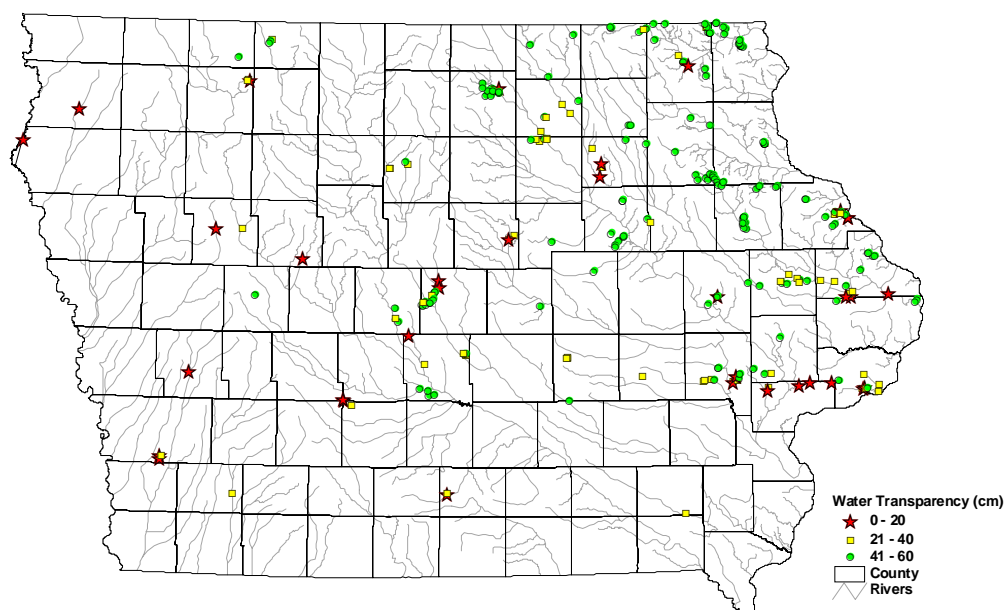 Water Transparency (cm)
0 - 20
21 - 40
41 - 60
County
Rivers